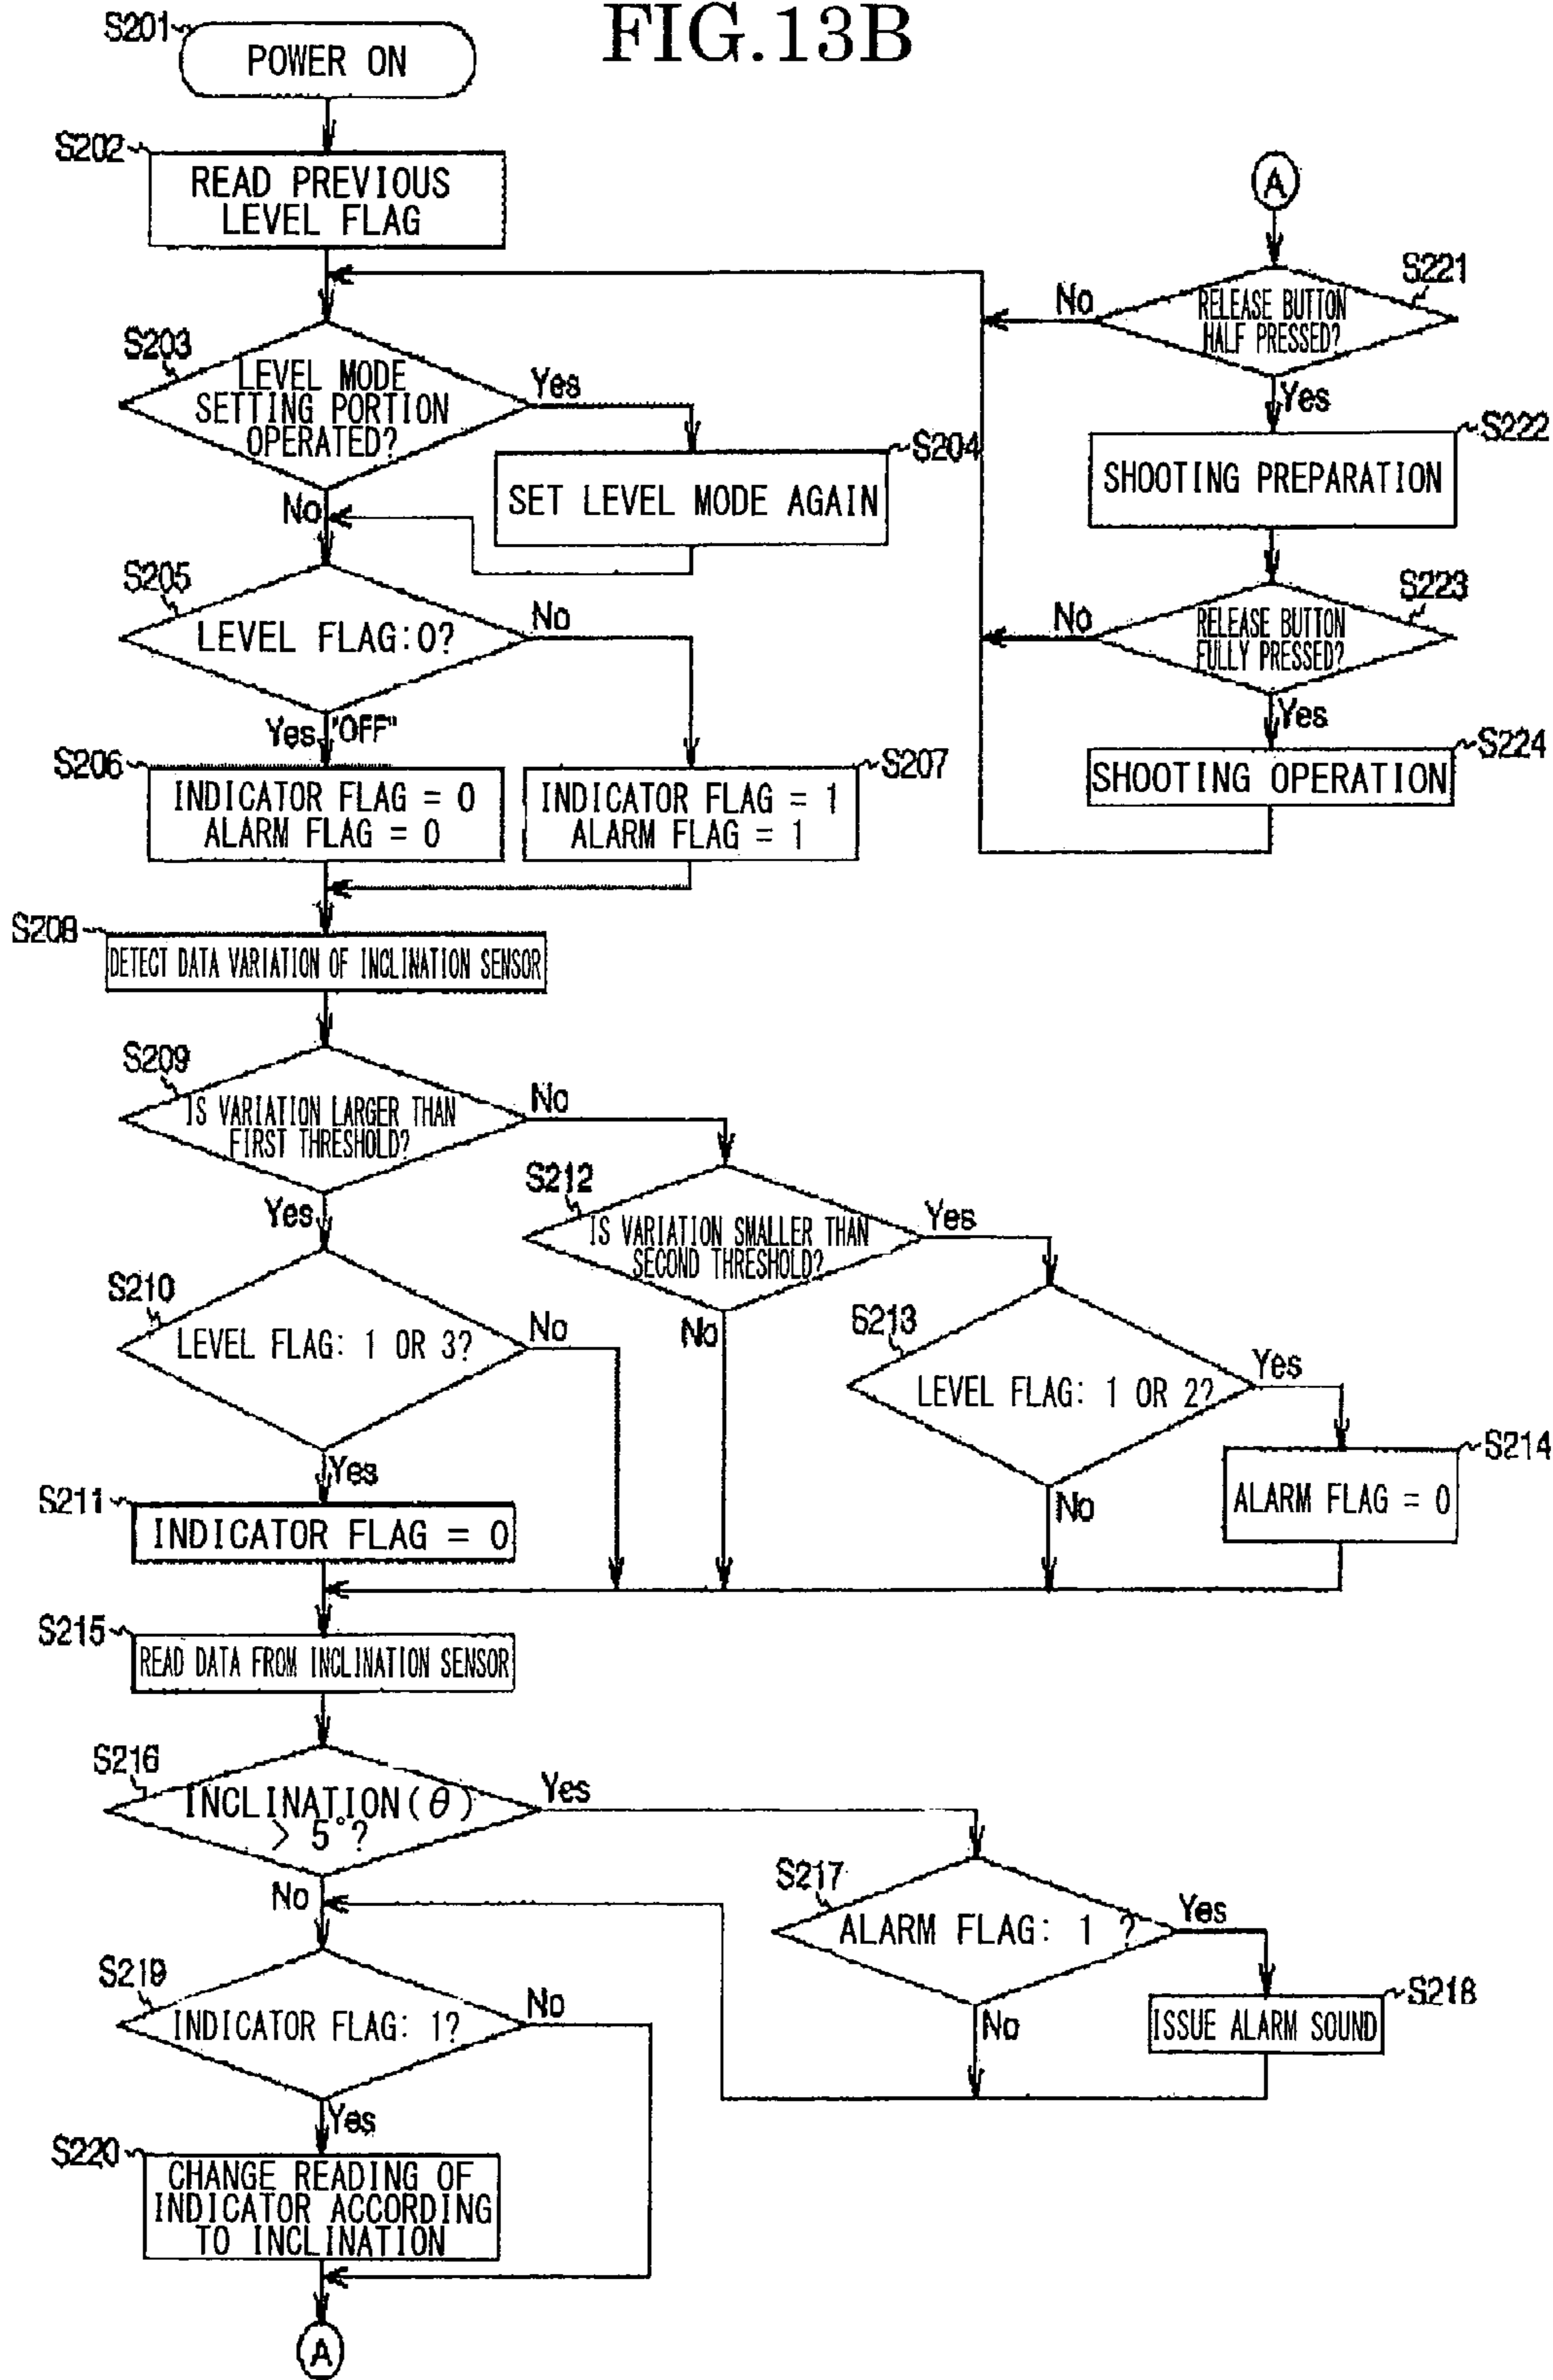 FIG.13B
S201
POWER ON
S202
READ PREVIOUS
LEVEL FLAG
S203
LEVEL MODE
SETTING PORTION
OPERATED?
Yes
No
S204
SET LEVEL MODE AGAIN
S205
LEVEL FLAG:0?
No
Yes
"OFF"
S206
INDICATOR FLAG = 0
ALARM FLAG = 0
S207
INDICATOR FLAG = 1
ALARM FLAG = 1
S208
DETECT DATA VARIATION OF INCLINATION SENSOR
S209
IS VARIATION LARGER THAN
FIRST THRESHOLD?
No
Yes
S210
LEVEL FLAG: 1 OR 3?
No
Yes
S211
INDICATOR FLAG = 0
S212
IS VARIATION SMALLER THAN
SECOND THRESHOLD?
Yes
No
S213
LEVEL FLAG: 1 OR 2?
Yes
No
S214
ALARM FLAG = 0
S215
READ DATA FROM INCLINATION SENSOR
S216
INCLINATION(θ)
> 5°?
Yes
No
S217
ALARM FLAG: 1 ?
Yes
No
S218
ISSUE ALARM SOUND
S219
INDICATOR FLAG: 1?
No
Yes
S220
CHANGE READING OF
INDICATOR ACCORDING
TO INCLINATION
A
A
S221
RELEASE BUTTON
HALF PRESSED?
No
Yes
S222
SHOOTING PREPARATION
S223
RELEASE BUTTON
FULLY PRESSED?
No
Yes
S224
SHOOTING OPERATION